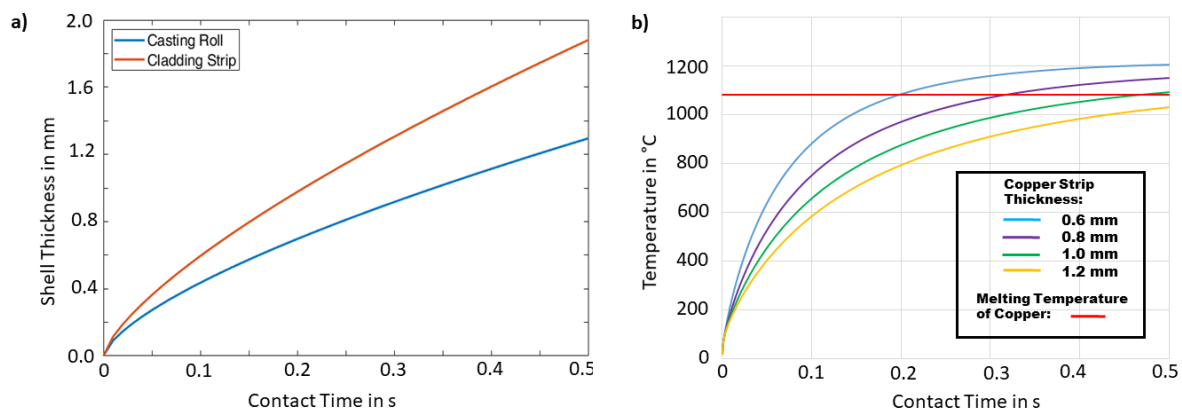 a)
Shell Thickness in mm
2.0
1.6
1.2
0.8
0.4
0.0
Casting Roll
Cladding Strip
0 0.1 0.2 0.3 0.4 0.5
Contact Time in s
b)
Temperature in °C
1200
1000
800
600
400
200
0
Copper Strip
Thickness:
0.6 mm
0.8 mm
1.0 mm
1.2 mm
Melting Temperature
of Copper:
0 0.1 0.2 0.3 0.4 0.5
Contact Time in s